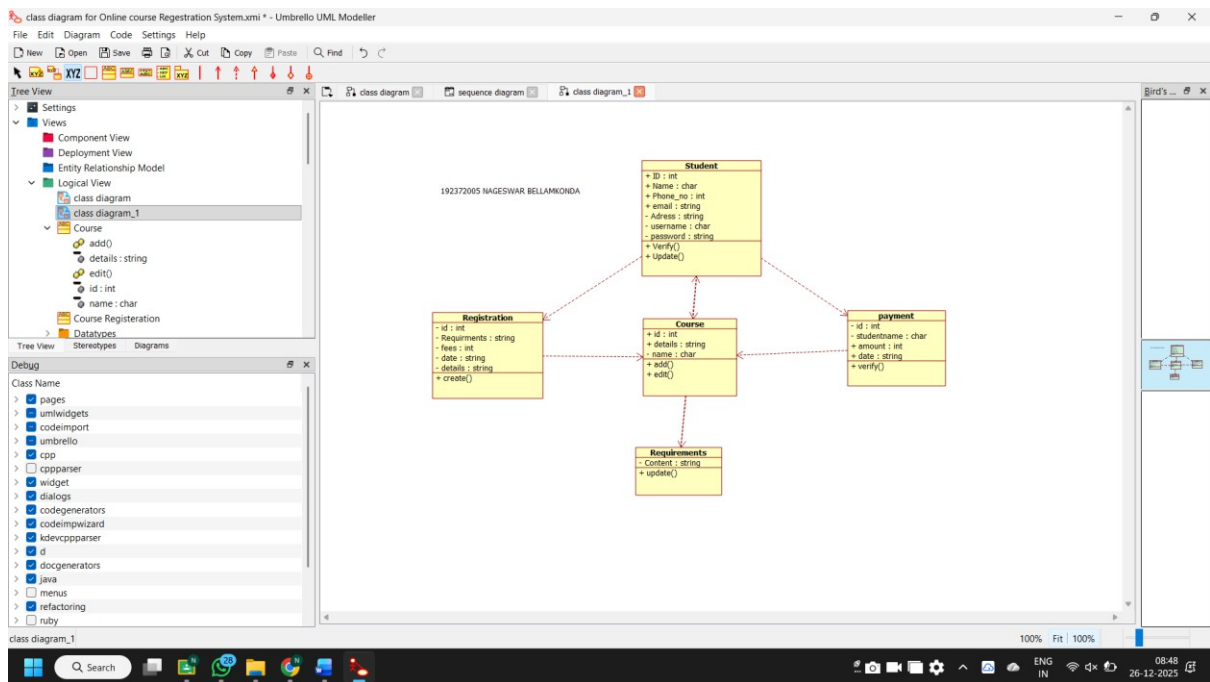 class diagram for Online course Regestration System.xmi * - Umbrello UML Modeller
File Edit Diagram Code Settings Help
New Open Save Cut Copy Paste Find
XYZ XYZ
Tree View
class diagram sequence diagram class diagram_1
Bird's ...
Settings
Views
Component View
Deployment View
Entity Relationship Model
Logical View
class diagram
class diagram_1
Course
add()
details : string
edit()
id : int
name : char
Course Registeration
Datatypes
Tree View Stereotypes Diagrams
Debug
Class Name
pages
umlwidgets
codeimport
umbrello
cpp
cppparser
widget
dialogs
codegenerators
codeimpwizard
kdevcppparser
d
docgenerators
java
menus
refactoring
ruby
192372005 NAGESWAR BELLAMKONDA
Student
+ ID : int
+ Name : char
+ Phone_no : int
+ email : string
- Adress : string
- username : char
- password : string
+ Verify()
+ Update()
Registration
- id : int
- Requirments : string
- fees : int
- date : string
- details : string
+ create()
Course
+ id : int
+ details : string
- name : char
+ add()
+ edit()
payment
- id : int
- studentname : char
+ amount : int
+ date : string
+ verify()
Requirements
- Content : string
+ update()
class diagram_1
100% Fit 100%
Search
28
ENG
IN
08:48
26-12-2025